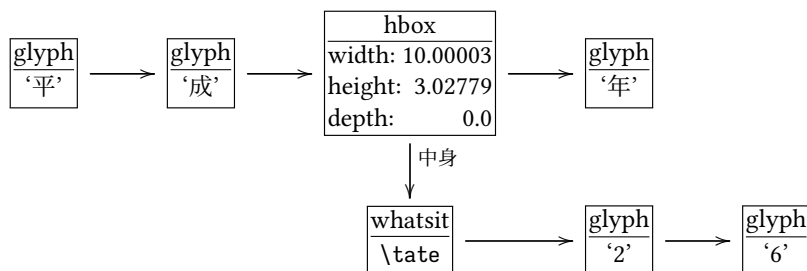 glyph
‘平’
glyph
‘成’
hbox
width: 10.00003
height: 3.02779
depth: 0.0
glyph
‘年’
中身
whatsit
\tate
glyph
‘2’
glyph
‘6’